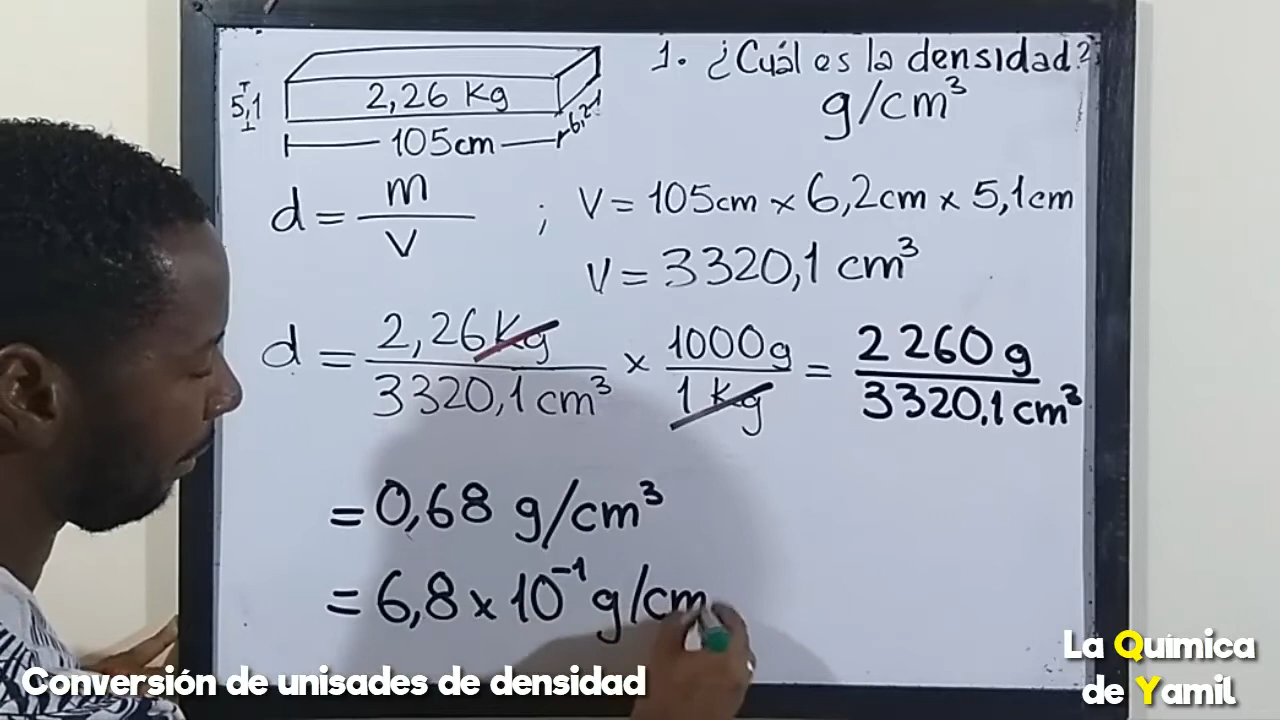 1. ¿Cuál es la densidad?
g/cm³
5,1
2,26 Kg
6,2
105cm
d = m / V ; V = 105cm x 6,2cm x 5,1cm
V = 3320,1 cm³
d = 2,26 Kg / 3320,1 cm³ x 1000g / 1 Kg = 2260 g / 3320,1 cm³
= 0,68 g/cm³
= 6,8 x 10⁻¹ g/cm
Conversión de unisades de densidad
La Química
de Yamil